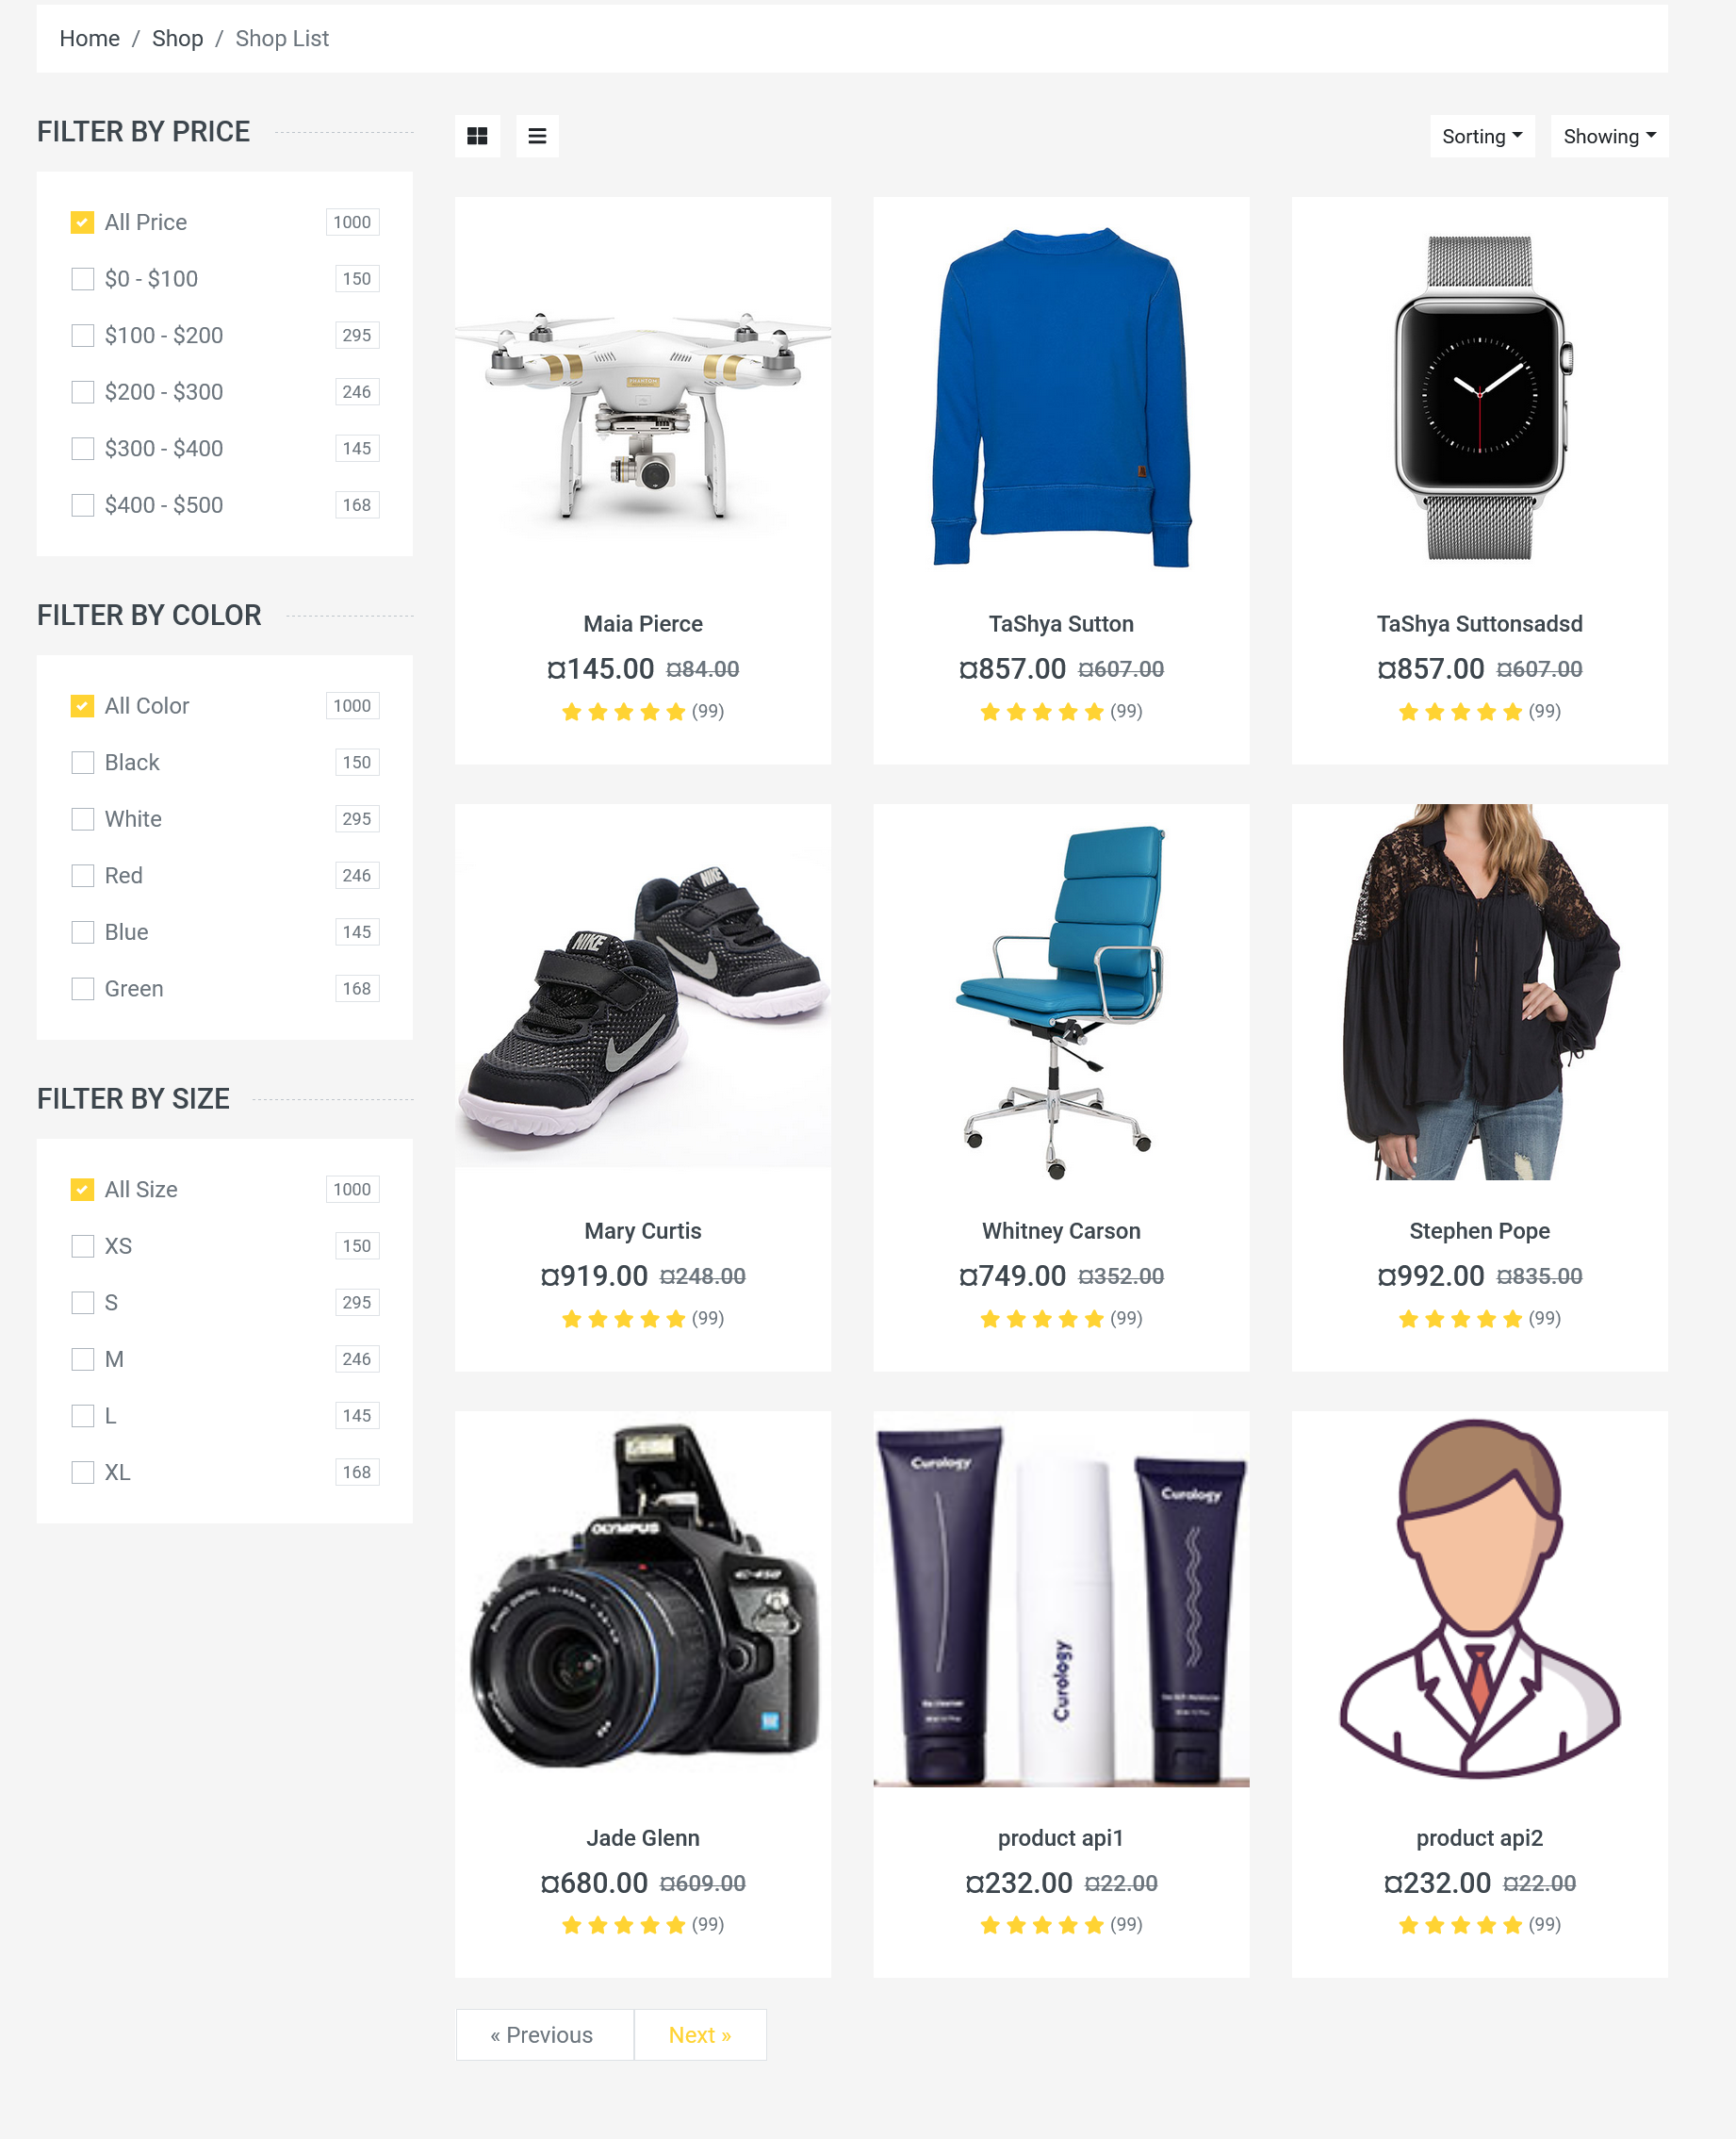 Home / Shop / Shop List
FILTER BY PRICE
All Price 1000
$0 - $100 150
$100 - $200 295
$200 - $300 246
$300 - $400 145
$400 - $500 168
FILTER BY COLOR
All Color 1000
Black 150
White 295
Red 246
Blue 145
Green 168
FILTER BY SIZE
All Size 1000
XS 150
S 295
M 246
L 145
XL 168
Sorting Showing
PHANTOM
Maia Pierce
¤145.00 ¤84.00
(99)
TaShya Sutton
¤857.00 ¤607.00
(99)
TaShya Suttonsadsd
¤857.00 ¤607.00
(99)
NIKE
NIKE
Mary Curtis
¤919.00 ¤248.00
(99)
Whitney Carson
¤749.00 ¤352.00
(99)
Stephen Pope
¤992.00 ¤835.00
(99)
OLYMPUS
Jade Glenn
¤680.00 ¤609.00
(99)
Curology
Curology
Curology
product api1
¤232.00 ¤22.00
(99)
product api2
¤232.00 ¤22.00
(99)
« Previous Next »